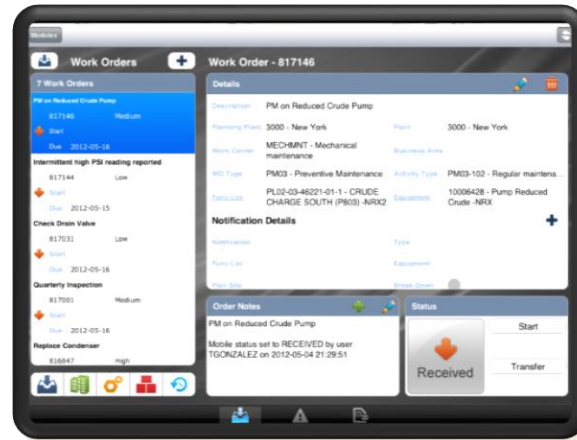 Modules
Work Orders
Work Order - 817146
7 Work Orders
PM on Reduced Crude Pump
817146 Medium
Start
Due 2012-05-16
Intermittent high PSI reading reported
817144 Low
Start
Due 2012-05-15
Check Drain Valve
817031 Low
Start
Due 2012-05-16
Quarterly Inspection
817001 Medium
Start
Due 2012-05-16
Replace Condenser
816847 High
Details
Description PM on Reduced Crude Pump
Planning Plant 3000 - New York Plant 3000 - New York
Work Center MECHMNT - Mechanical maintenance Business Area
WO Type PM03 - Preventive Maintenance Activity Type PM03-102 - Regular maintena...
Func Loc PL02-03-46221-01-1 - CRUDE CHARGE SOUTH (P803) -NRX2 Equipment 10006428 - Pump Reduced Crude -NRX
Notification Details
Notification Type
Func Loc Equipment
Plan Site Break Down
Order Notes
PM on Reduced Crude Pump
Mobile status set to RECEIVED by user
TGONZALEZ on 2012-05-04 21:29:51
Status
Received
Start
Transfer